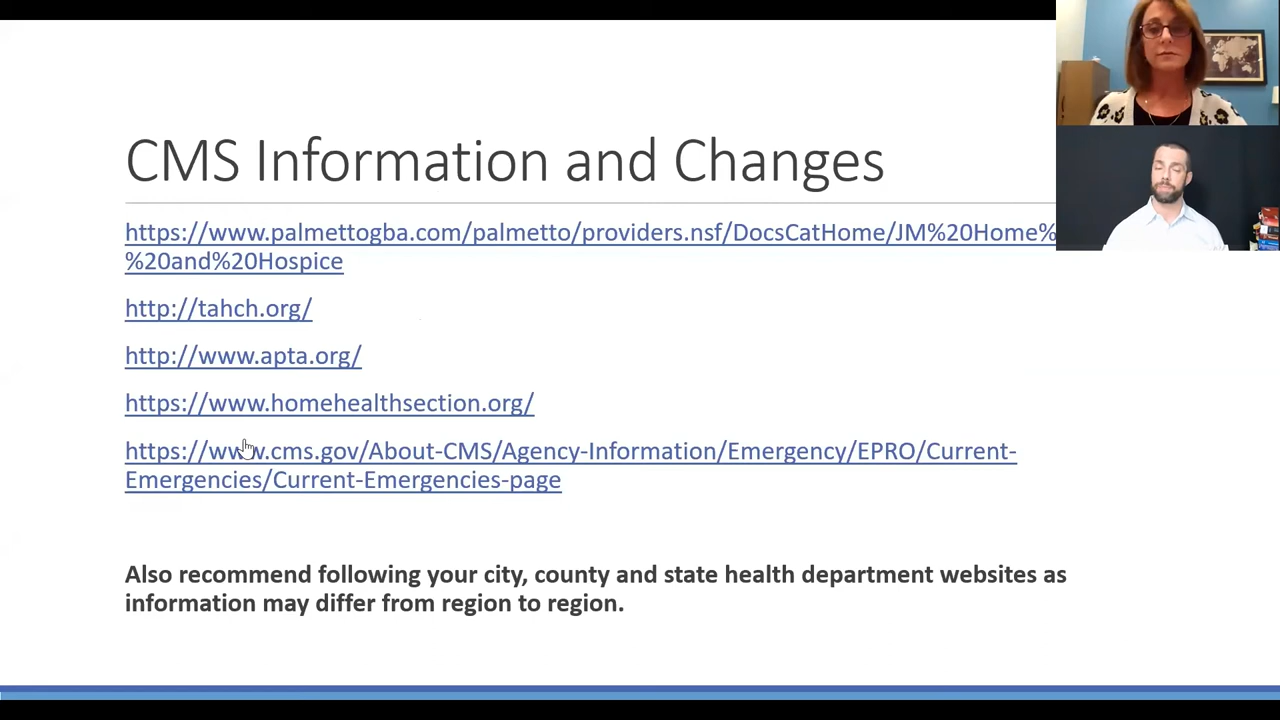 CMS Information and Changes
https://www.palmettogba.com/palmetto/providers.nsf/DocsCatHome/JM%20Home%
%20and%20Hospice
http://tahch.org/
http://www.apta.org/
https://www.homehealthsection.org/
https://www.cms.gov/About-CMS/Agency-Information/Emergency/EPRO/Current-
Emergencies/Current-Emergencies-page
Also recommend following your city, county and state health department websites as
information may differ from region to region.